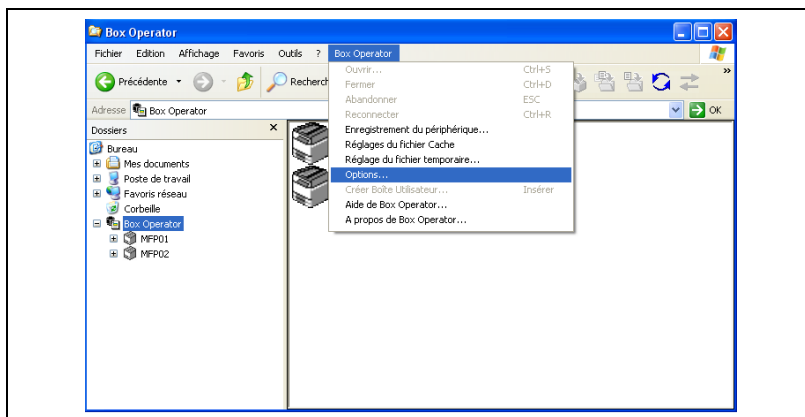 Box Operator
Fichier Edition Affichage Favoris Outils ? Box Operator
Précédente Recherch
Adresse Box Operator OK
Dossiers
Bureau
Mes documents
Poste de travail
Favoris réseau
Corbeille
Box Operator
MFP01
MFP02
Ouvrir... Ctrl+S
Fermer Ctrl+D
Abandonner ESC
Reconnecter Ctrl+R
Enregistrement du périphérique...
Réglages du fichier Cache
Réglage du fichier temporaire...
Options...
Créer Boîte Utilisateur... Insérer
Aide de Box Operator...
A propos de Box Operator...